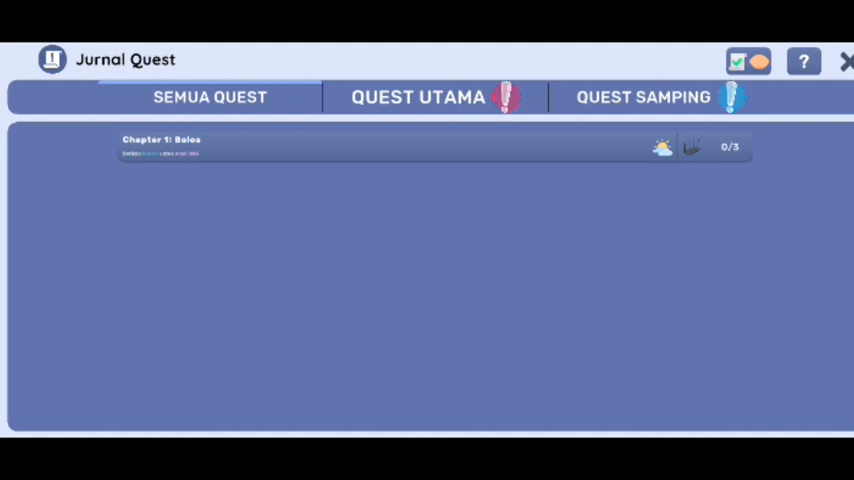 Jurnal Quest
?
SEMUA QUEST
QUEST UTAMA
QUEST SAMPING
Chapter 1: Bolos
0/3